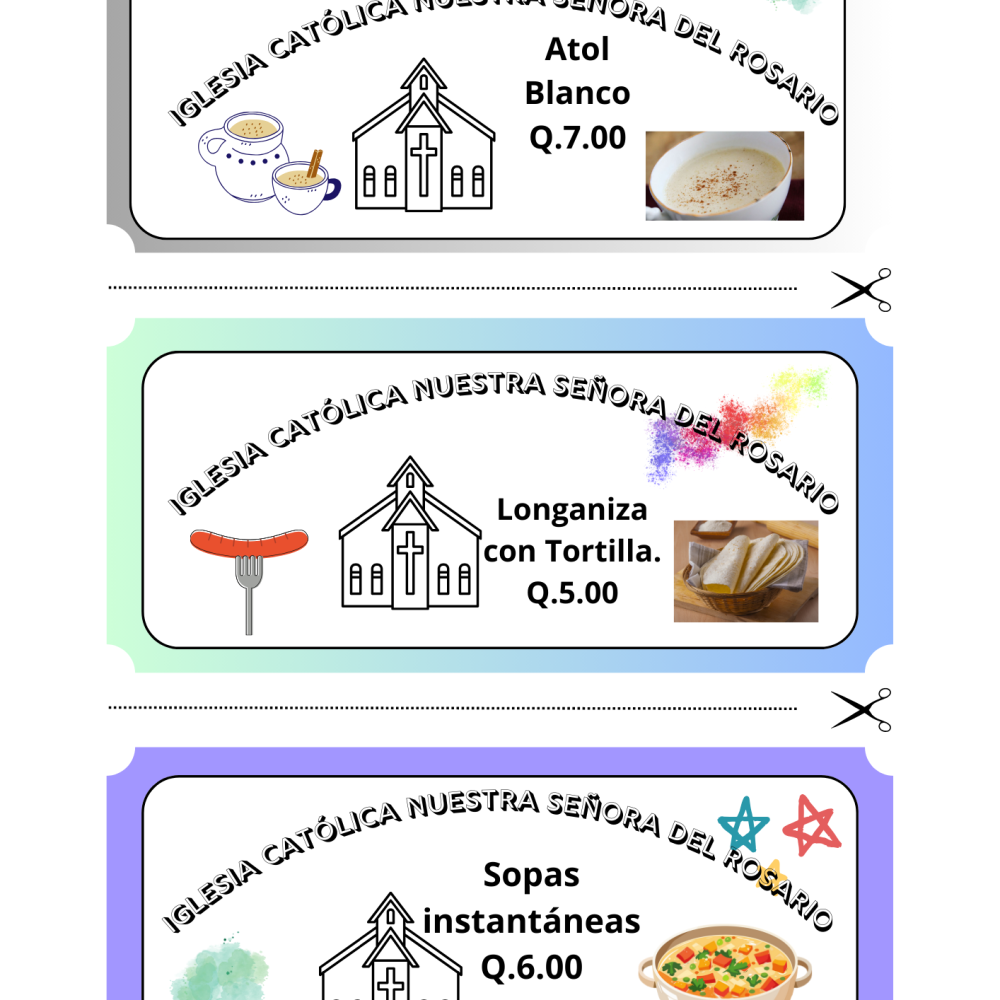 IGLESIA CATÓLICA NUESTRA SEÑORA DEL ROSARIO
Atol
Blanco
Q.7.00
IGLESIA CATÓLICA NUESTRA SEÑORA DEL ROSARIO
Longaniza
con Tortilla.
Q.5.00
IGLESIA CATÓLICA NUESTRA SEÑORA DEL ROSARIO
Sopas
instantáneas
Q.6.00